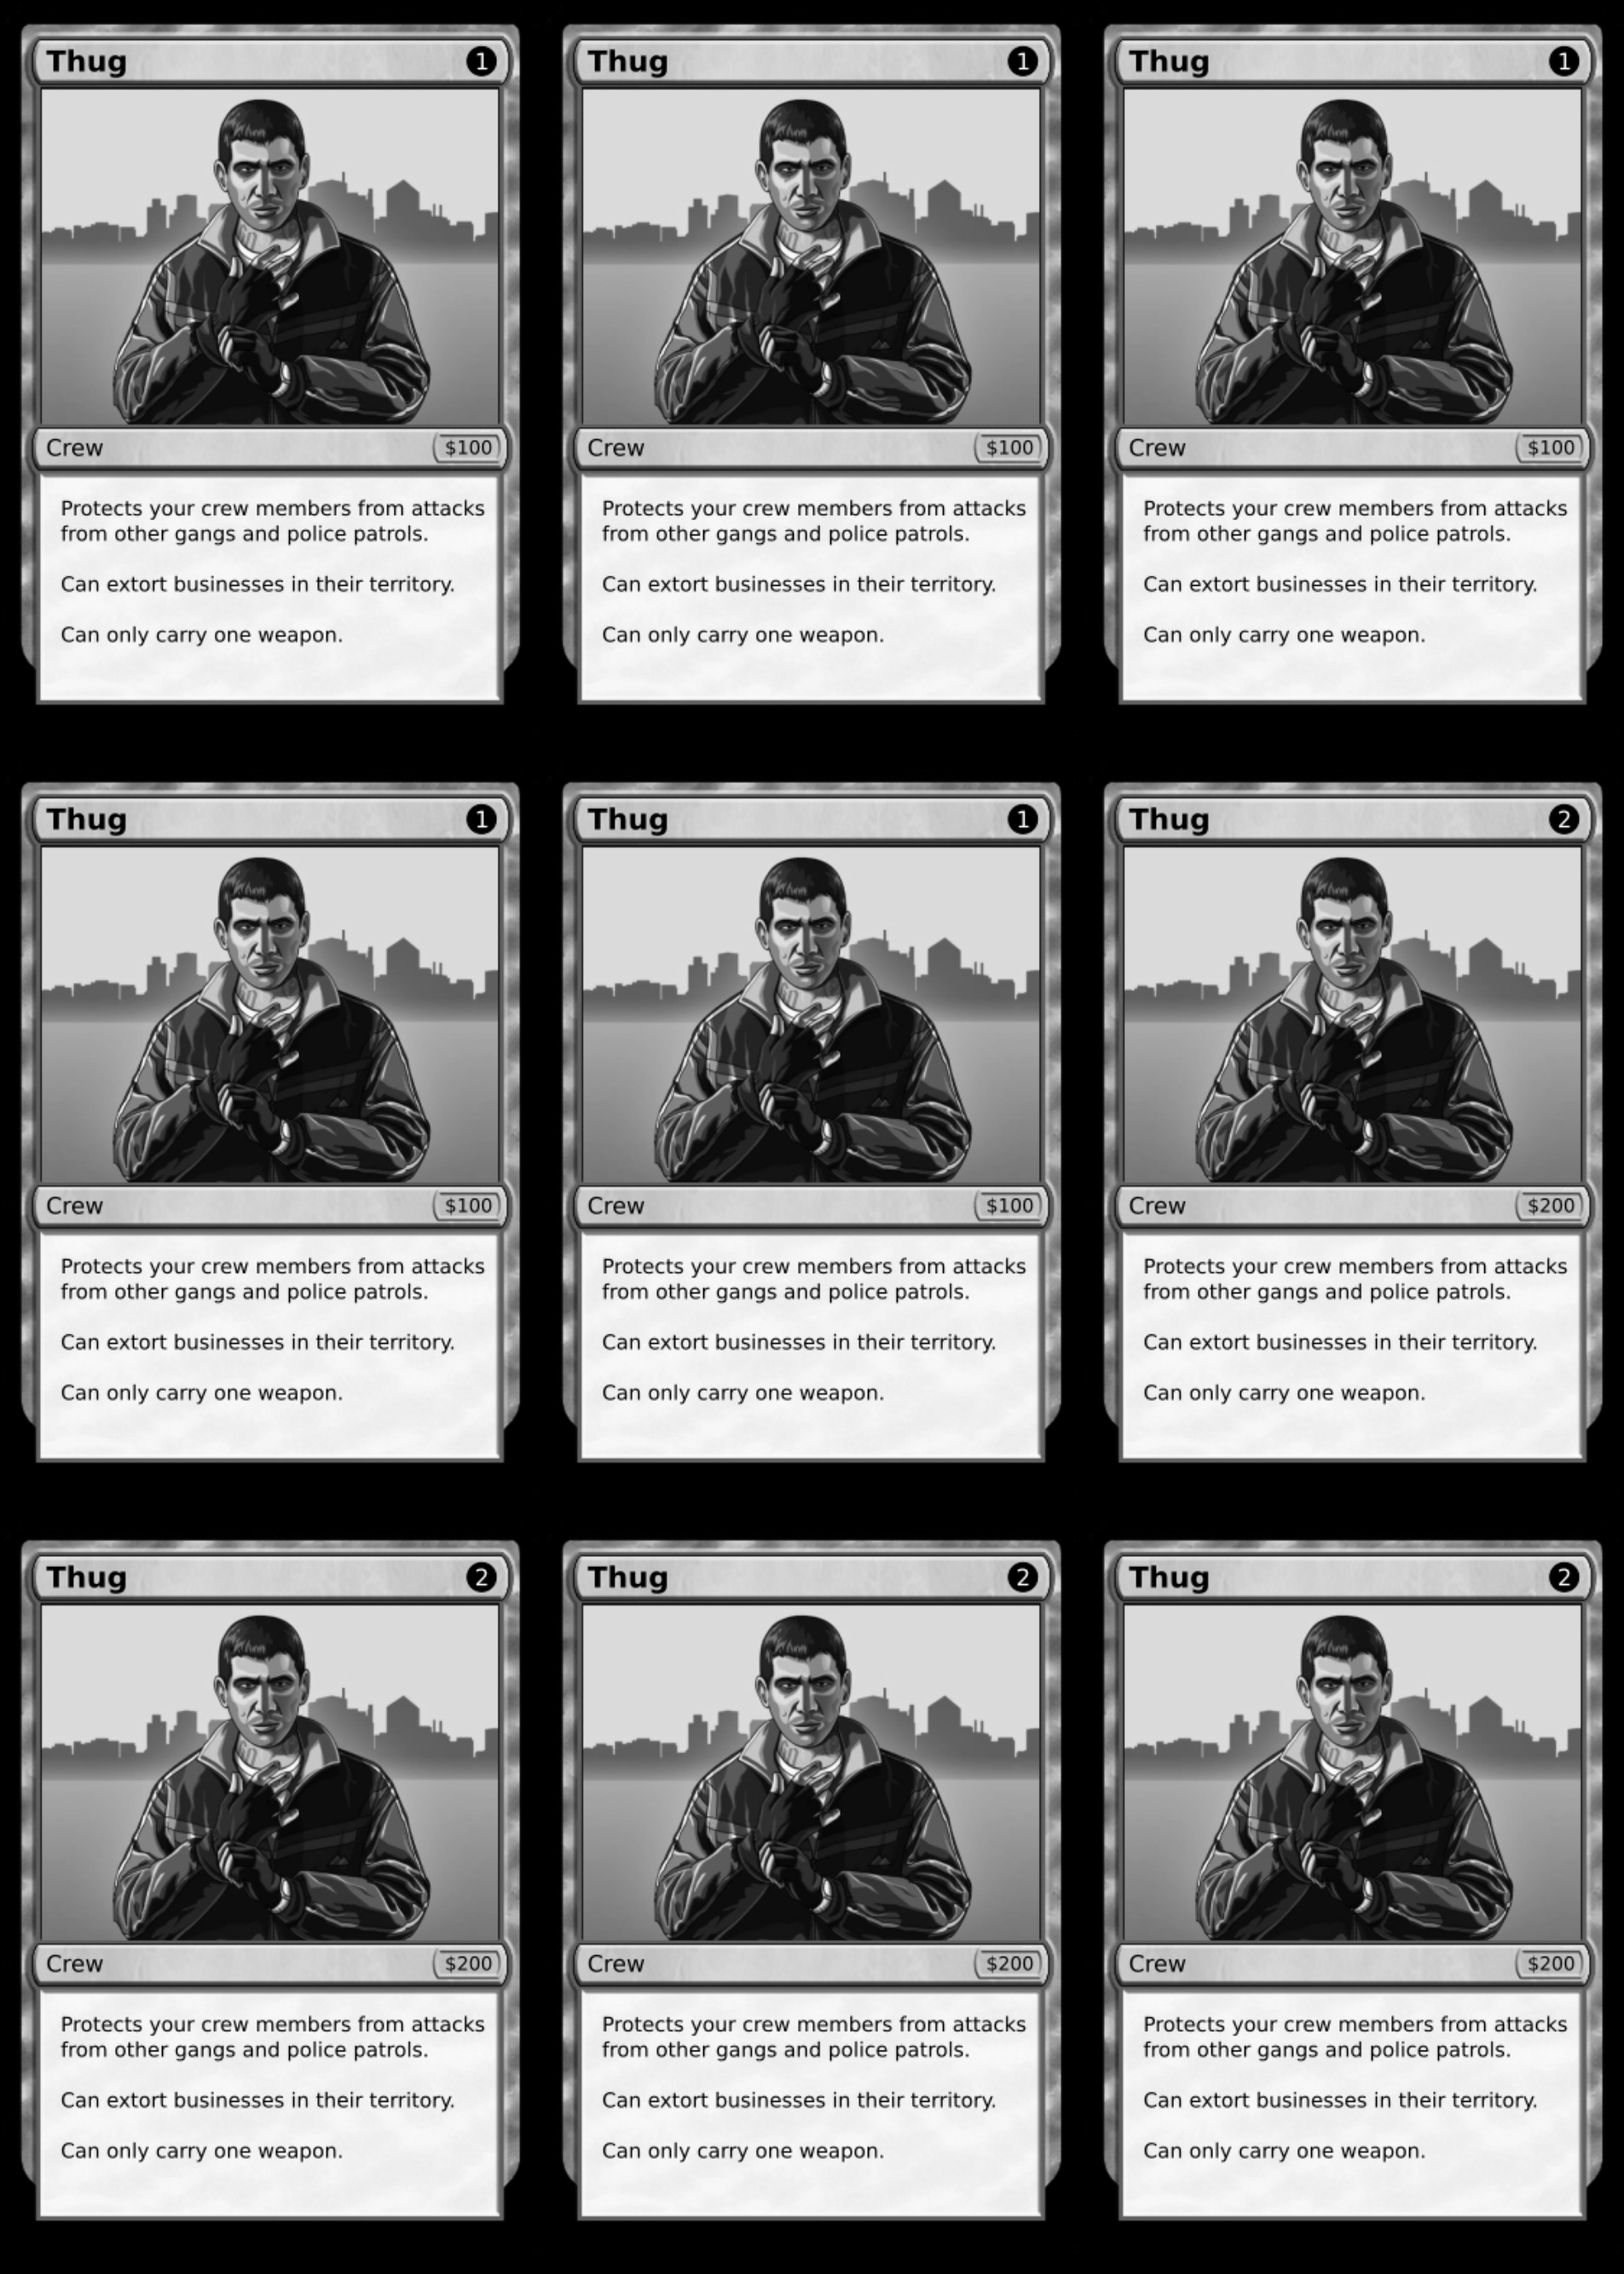 Thug 1
Crew $100
Protects your crew members from attacks
from other gangs and police patrols.
Can extort businesses in their territory.
Can only carry one weapon.
Thug 1
Crew $100
Protects your crew members from attacks
from other gangs and police patrols.
Can extort businesses in their territory.
Can only carry one weapon.
Thug 1
Crew $100
Protects your crew members from attacks
from other gangs and police patrols.
Can extort businesses in their territory.
Can only carry one weapon.
Thug 1
Crew $100
Protects your crew members from attacks
from other gangs and police patrols.
Can extort businesses in their territory.
Can only carry one weapon.
Thug 1
Crew $100
Protects your crew members from attacks
from other gangs and police patrols.
Can extort businesses in their territory.
Can only carry one weapon.
Thug 2
Crew $200
Protects your crew members from attacks
from other gangs and police patrols.
Can extort businesses in their territory.
Can only carry one weapon.
Thug 2
Crew $200
Protects your crew members from attacks
from other gangs and police patrols.
Can extort businesses in their territory.
Can only carry one weapon.
Thug 2
Crew $200
Protects your crew members from attacks
from other gangs and police patrols.
Can extort businesses in their territory.
Can only carry one weapon.
Thug 2
Crew $200
Protects your crew members from attacks
from other gangs and police patrols.
Can extort businesses in their territory.
Can only carry one weapon.